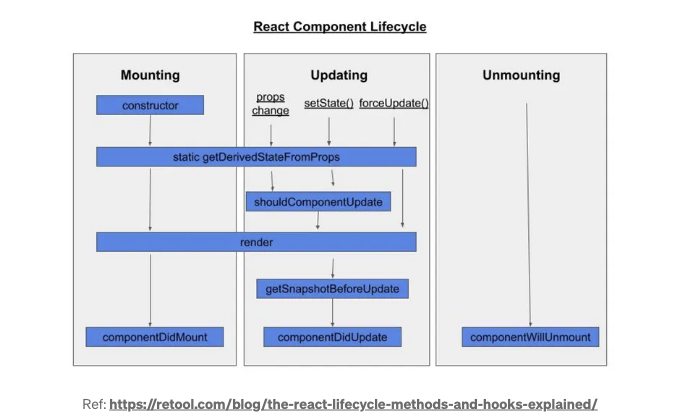 React Component Lifecycle
Mounting
Updating
Unmounting
constructor
props
change
setState()
forceUpdate()
static getDerivedStateFromProps
shouldComponentUpdate
render
getSnapshotBeforeUpdate
componentDidMount
componentDidUpdate
componentWillUnmount
Ref: https://retool.com/blog/the-react-lifecycle-methods-and-hooks-explained/